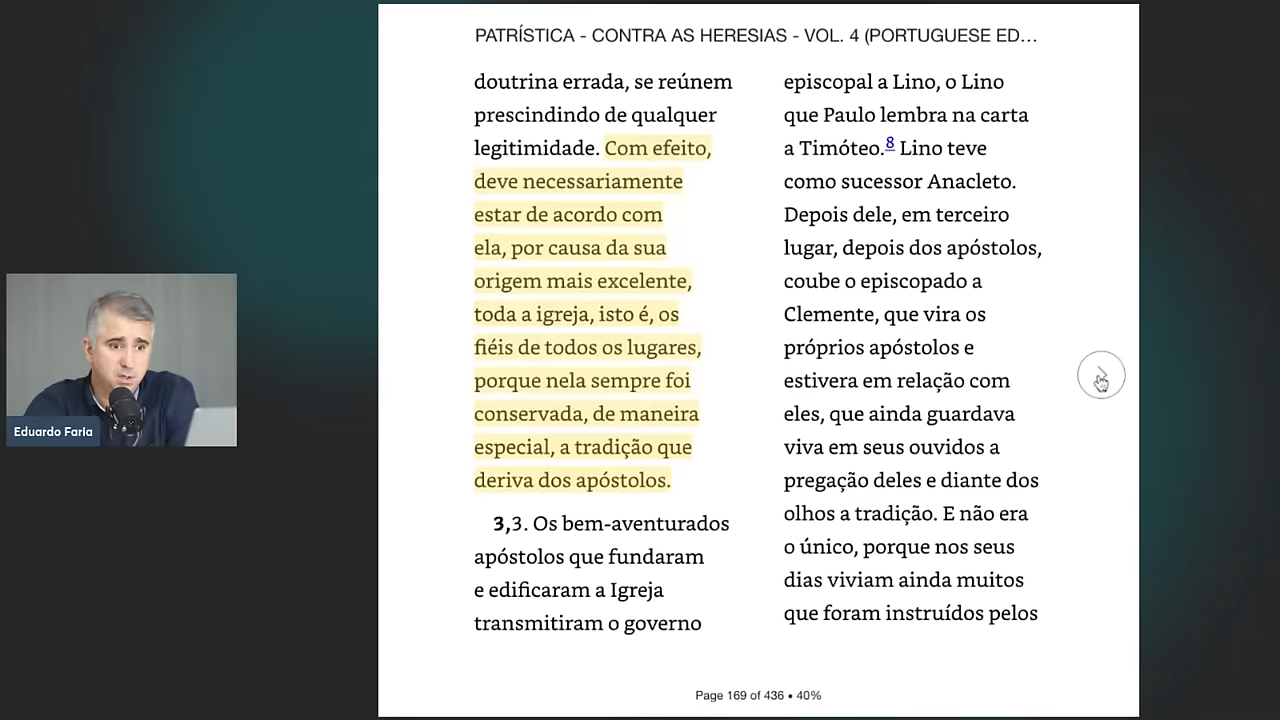 PATRÍSTICA - CONTRA AS HERESIAS - VOL. 4 (PORTUGUESE ED…
doutrina errada, se reúnem
prescindindo de qualquer
legitimidade. Com efeito,
deve necessariamente
estar de acordo com
ela, por causa da sua
origem mais excelente,
toda a igreja, isto é, os
fiéis de todos os lugares,
porque nela sempre foi
conservada, de maneira
especial, a tradição que
deriva dos apóstolos.
3,3. Os bem-aventurados
apóstolos que fundaram
e edificaram a Igreja
transmitiram o governo
episcopal a Lino, o Lino
que Paulo lembra na carta
a Timóteo.8 Lino teve
como sucessor Anacleto.
Depois dele, em terceiro
lugar, depois dos apóstolos,
coube o episcopado a
Clemente, que vira os
próprios apóstolos e
estivera em relação com
eles, que ainda guardava
viva em seus ouvidos a
pregação deles e diante dos
olhos a tradição. E não era
o único, porque nos seus
dias viviam ainda muitos
que foram instruídos pelos
Page 169 of 436 • 40%
Eduardo Faria